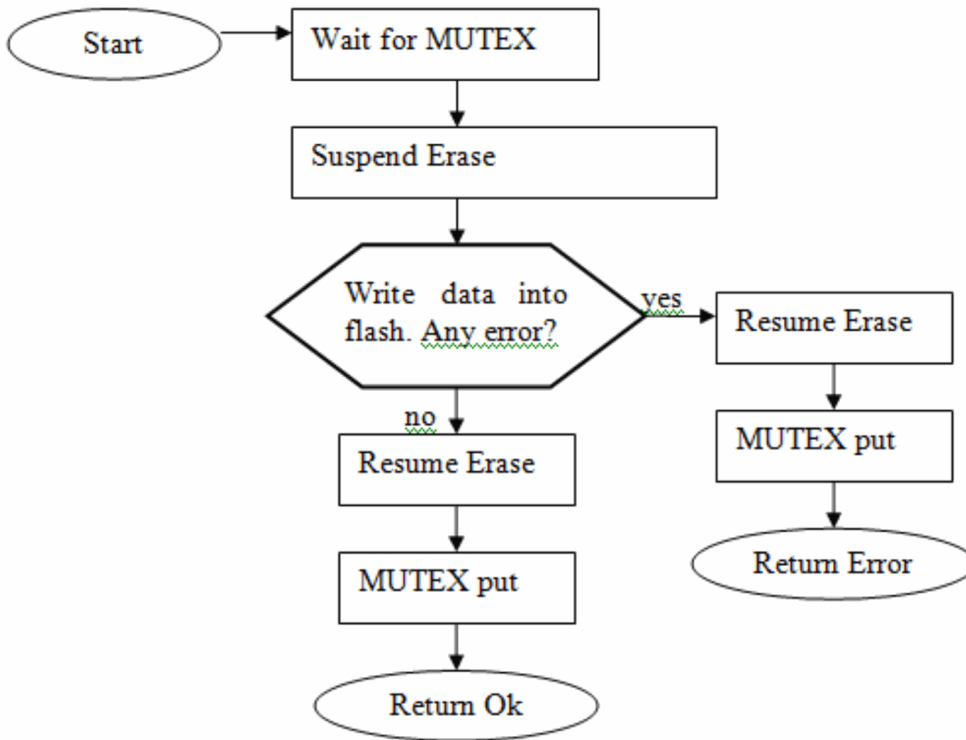 Start
Wait for MUTEX
Suspend Erase
Write data into
flash. Any error?
yes
Resume Erase
MUTEX put
Return Error
no
Resume Erase
MUTEX put
Return Ok